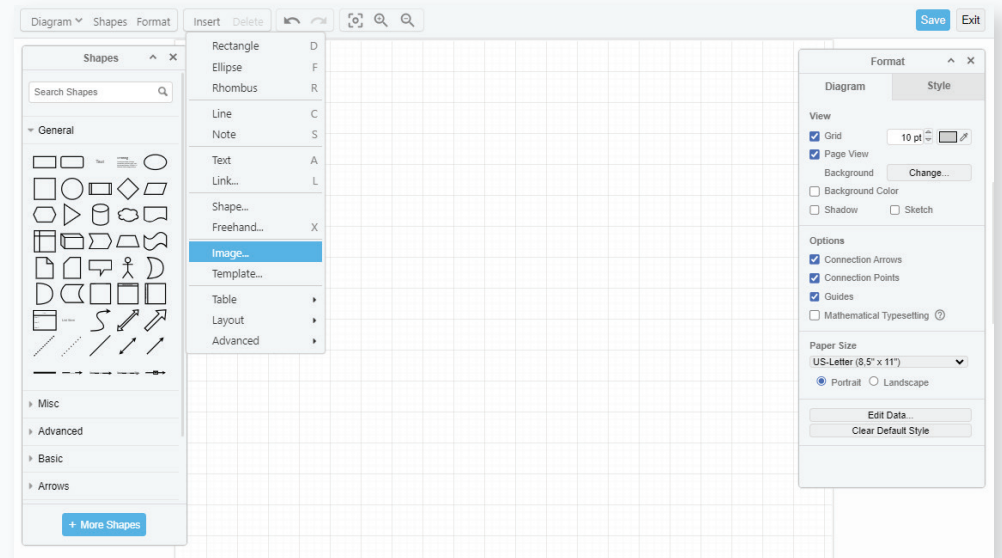 Diagram Shapes Format Insert Delete Save Exit
Shapes
Search Shapes
General
Text
Misc
Advanced
Basic
Arrows
+ More Shapes
Rectangle D
Ellipse F
Rhombus R
Line C
Note S
Text A
Link... L
Shape...
Freehand... X
Image...
Template...
Table
Layout
Advanced
Format
Diagram Style
View
Grid 10 pt
Page View
Background Change...
Background Color
Shadow Sketch
Options
Connection Arrows
Connection Points
Guides
Mathematical Typesetting ?
Paper Size
US-Letter (8,5" x 11")
Portrait Landscape
Edit Data...
Clear Default Style